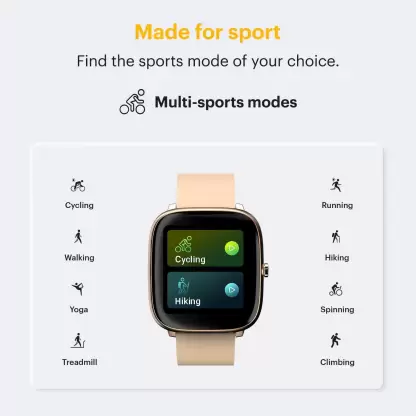 Made for sport
Find the sports mode of your choice.
Multi-sports modes
Cycling
Running
Walking
Hiking
Yoga
Spinning
Treadmill
Climbing
Cycling
Hiking